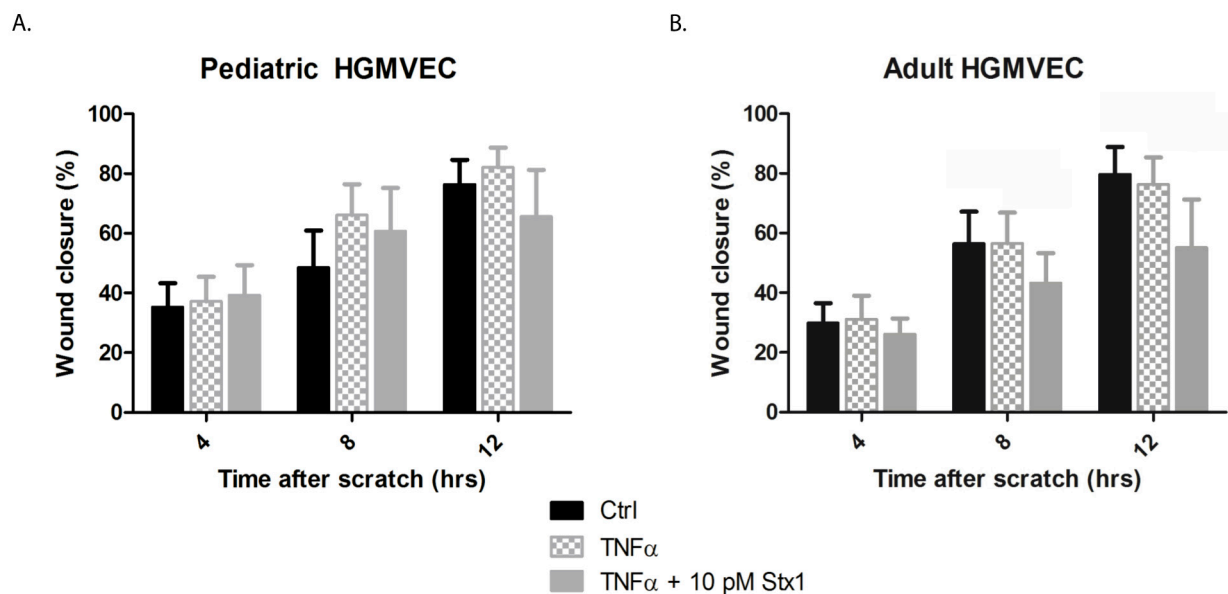 A.
Pediatric HGMVEC
Wound closure (%)
100
80
60
40
20
0
4
8
12
Time after scratch (hrs)
B.
Adult HGMVEC
Wound closure (%)
100
80
60
40
20
0
4
8
12
Time after scratch (hrs)
Ctrl
TNFα
TNFα + 10 pM Stx1